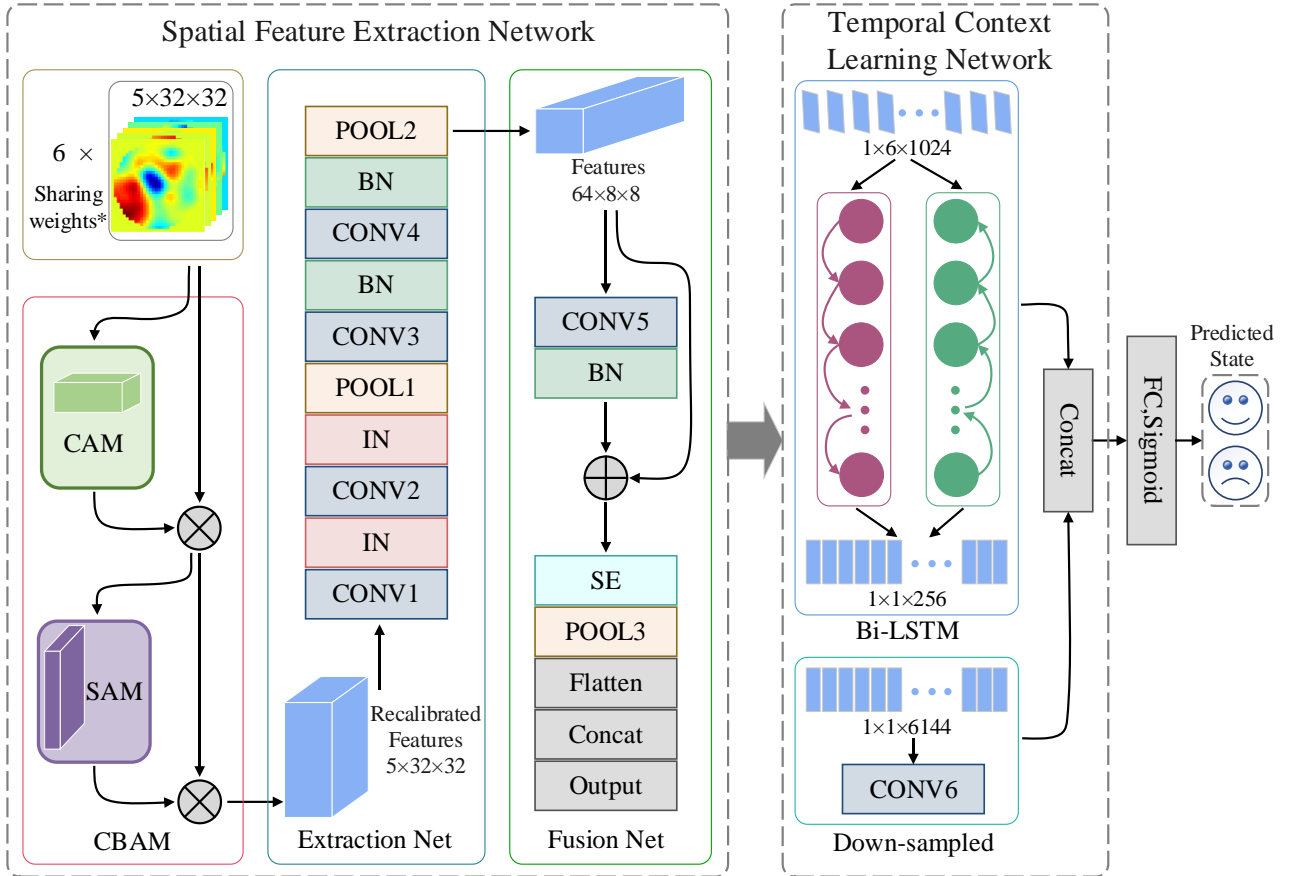 Spatial Feature Extraction Network
5×32×32
6 ×
Sharing
weights*
CAM
SAM
CBAM
POOL2
BN
CONV4
BN
CONV3
POOL1
IN
CONV2
IN
CONV1
Recalibrated
Features
5×32×32
Extraction Net
Features
64×8×8
CONV5
BN
SE
POOL3
Flatten
Concat
Output
Fusion Net
Temporal Context
Learning Network
1×6×1024
1×1×256
Bi-LSTM
1×1×6144
CONV6
Down-sampled
Concat
FC,Sigmoid
Predicted
State